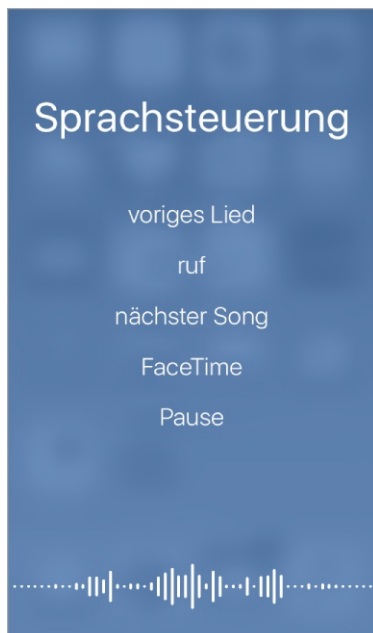 Sprachsteuerung
voriges Lied
ruf
nächster Song
FaceTime
Pause